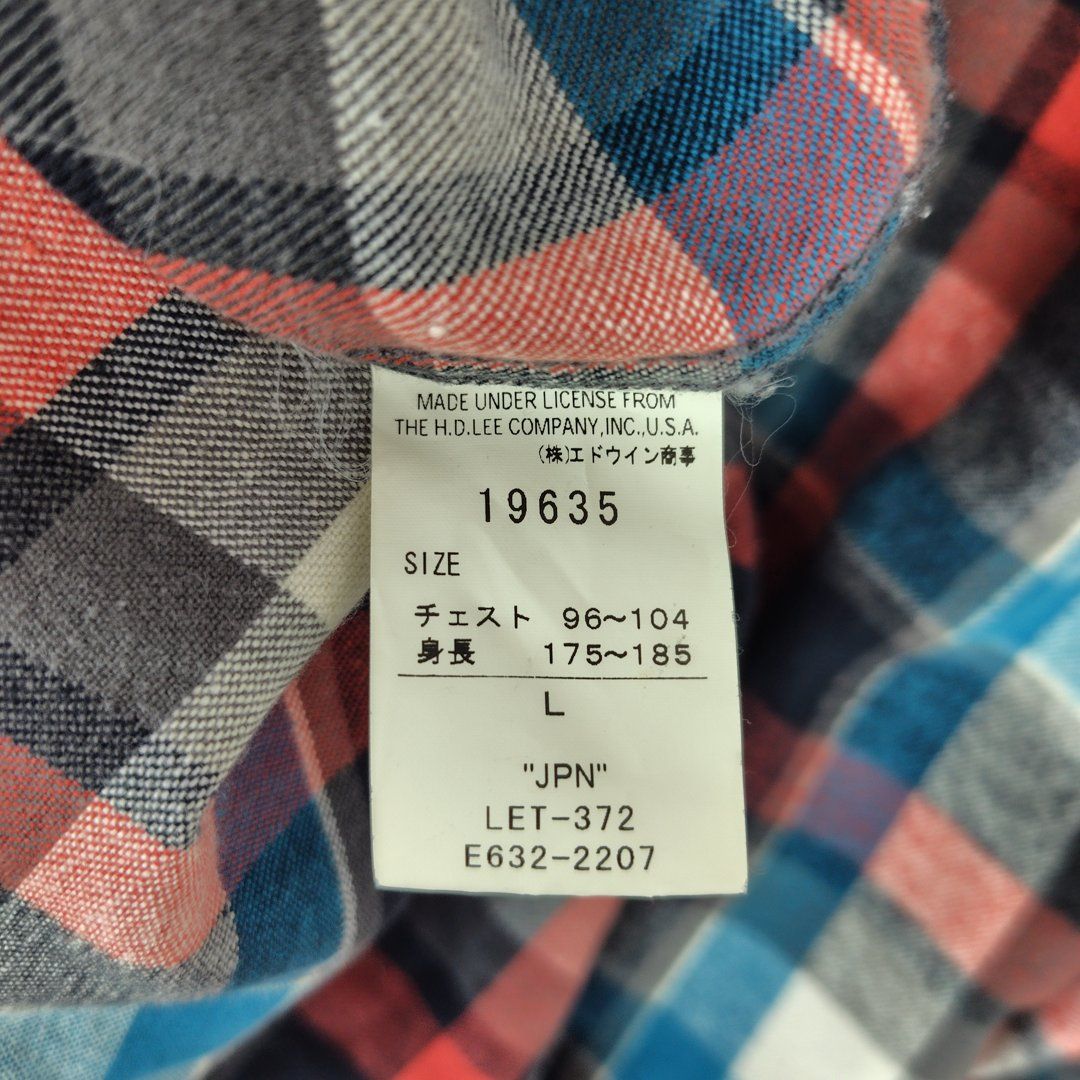 MADE UNDER LICENSE FROM
THE H.D.LEE COMPANY,INC.,U.S.A.
(株)エドウイン商事
19635
SIZE
チェスト 96〜104
身長 175〜185
L
"JPN"
LET-372
E632-2207